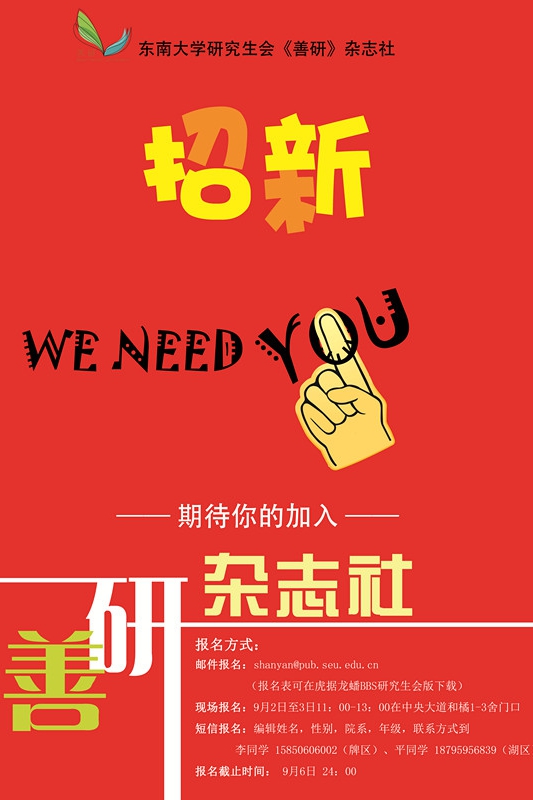 东南大学研究生会《善研》杂志社
招新
WE NEED YOU
—— 期待你的加入 ——
杂志社
善研
报名方式：
邮件报名：shanyan@pub.seu.edu.cn
（报名表可在虎踞龙蟠BBS研究生会版下载）
现场报名：9月2日至3日11：00-13：00在中央大道和橘1-3舍门口
短信报名：编辑姓名，性别，院系，年级，联系方式到
李同学 15850606002（牌区）、平同学 18795956839（湖区
报名截止时间： 9月6日 24：00